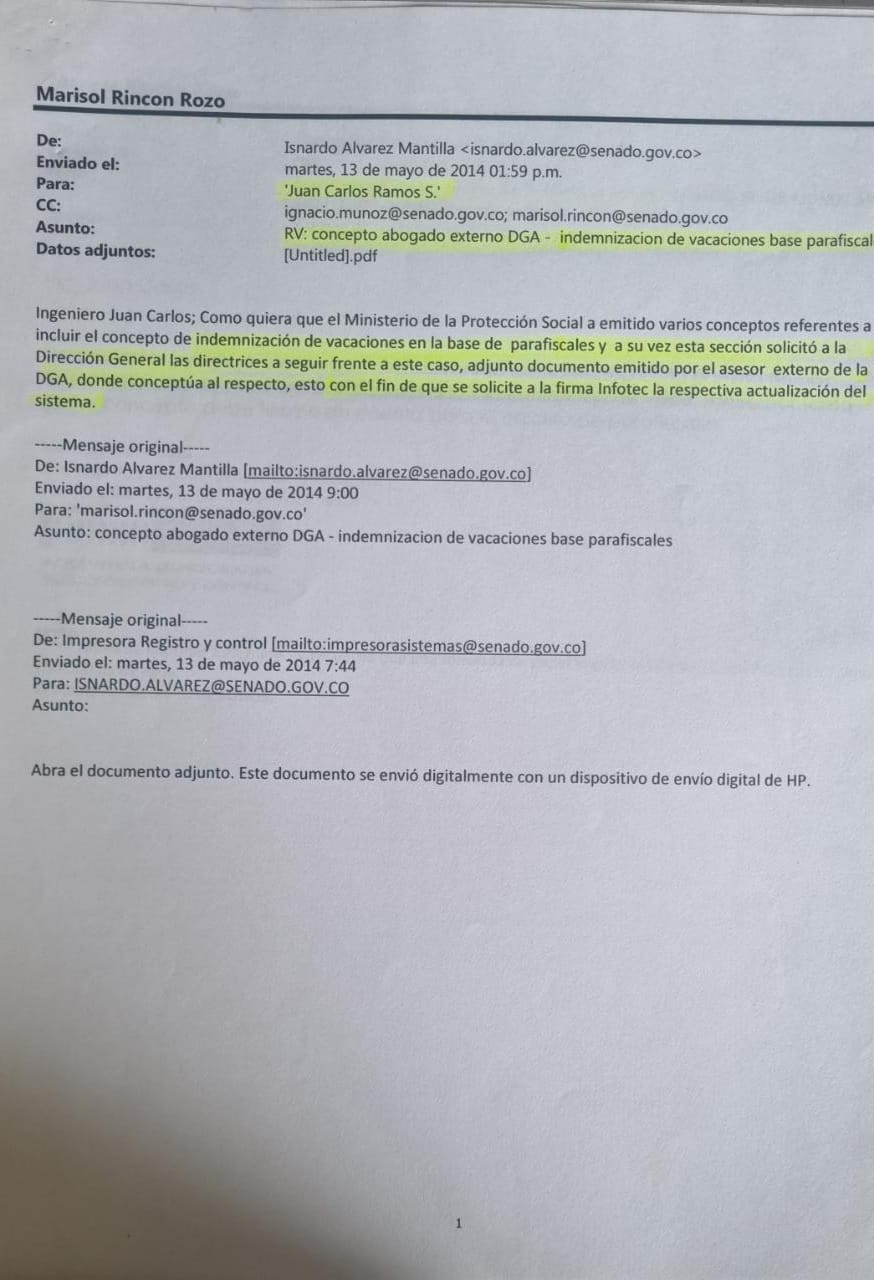 Marisol Rincon Rozo
De: Isnardo Alvarez Mantilla <isnardo.alvarez@senado.gov.co>
Enviado el: martes, 13 de mayo de 2014 01:59 p.m.
Para: 'Juan Carlos Ramos S.'
CC: ignacio.munoz@senado.gov.co; marisol.rincon@senado.gov.co
Asunto: RV: concepto abogado externo DGA - indemnizacion de vacaciones base parafiscal
Datos adjuntos: [Untitled].pdf
Ingeniero Juan Carlos; Como quiera que el Ministerio de la Protección Social a emitido varios conceptos referentes a
incluir el concepto de indemnización de vacaciones en la base de parafiscales y a su vez esta sección solicitó a la
Dirección General las directrices a seguir frente a este caso, adjunto documento emitido por el asesor externo de la
DGA, donde conceptúa al respecto, esto con el fin de que se solicite a la firma Infotec la respectiva actualización del
sistema.
-----Mensaje original-----
De: Isnardo Alvarez Mantilla [mailto:isnardo.alvarez@senado.gov.co]
Enviado el: martes, 13 de mayo de 2014 9:00
Para: 'marisol.rincon@senado.gov.co'
Asunto: concepto abogado externo DGA - indemnizacion de vacaciones base parafiscales
-----Mensaje original-----
De: Impresora Registro y control [mailto:impresorasistemas@senado.gov.co]
Enviado el: martes, 13 de mayo de 2014 7:44
Para: ISNARDO.ALVAREZ@SENADO.GOV.CO
Asunto:
Abra el documento adjunto. Este documento se envió digitalmente con un dispositivo de envío digital de HP.
1